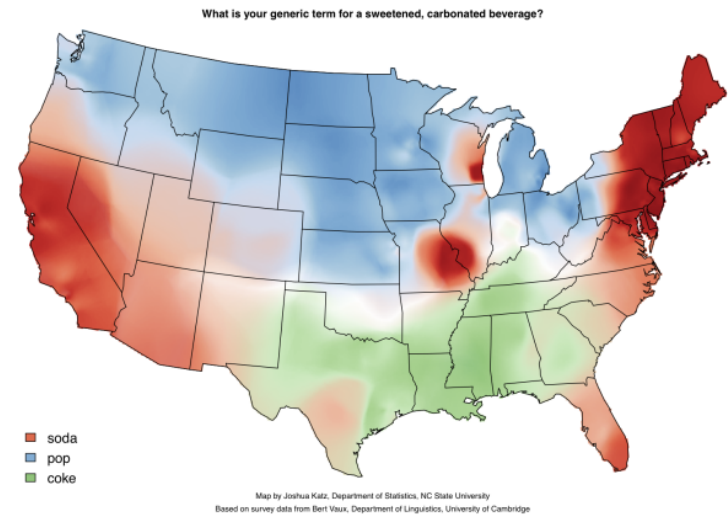 What is your generic term for a sweetened, carbonated beverage?
soda
pop
coke
Map by Joshua Katz, Department of Statistics, NC State University
Based on survey data from Bert Vaux, Department of Linguistics, University of Cambridge